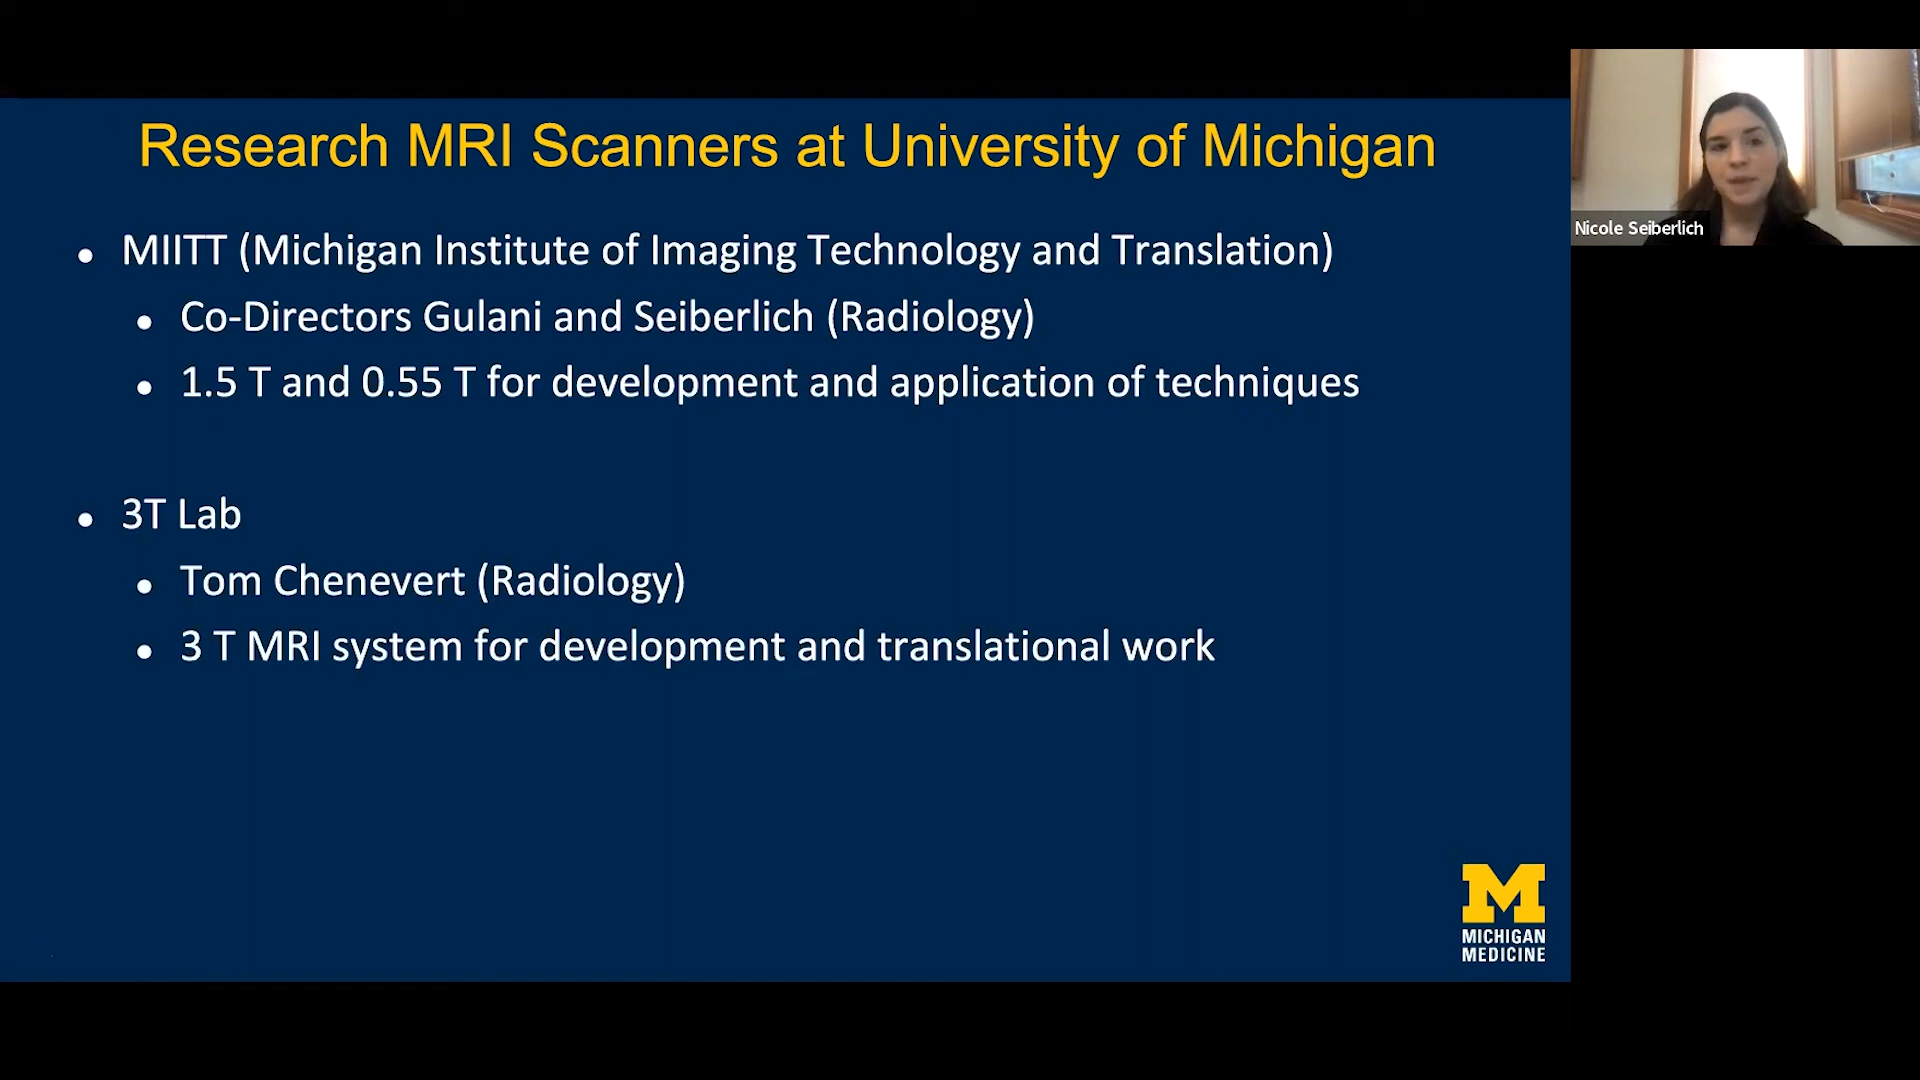 Research MRI Scanners at University of Michigan
• MIITT (Michigan Institute of Imaging Technology and Translation)
• Co-Directors Gulani and Seiberlich (Radiology)
• 1.5 T and 0.55 T for development and application of techniques
• 3T Lab
• Tom Chenevert (Radiology)
• 3 T MRI system for development and translational work
M
MICHIGAN
MEDICINE
Nicole Seiberlich